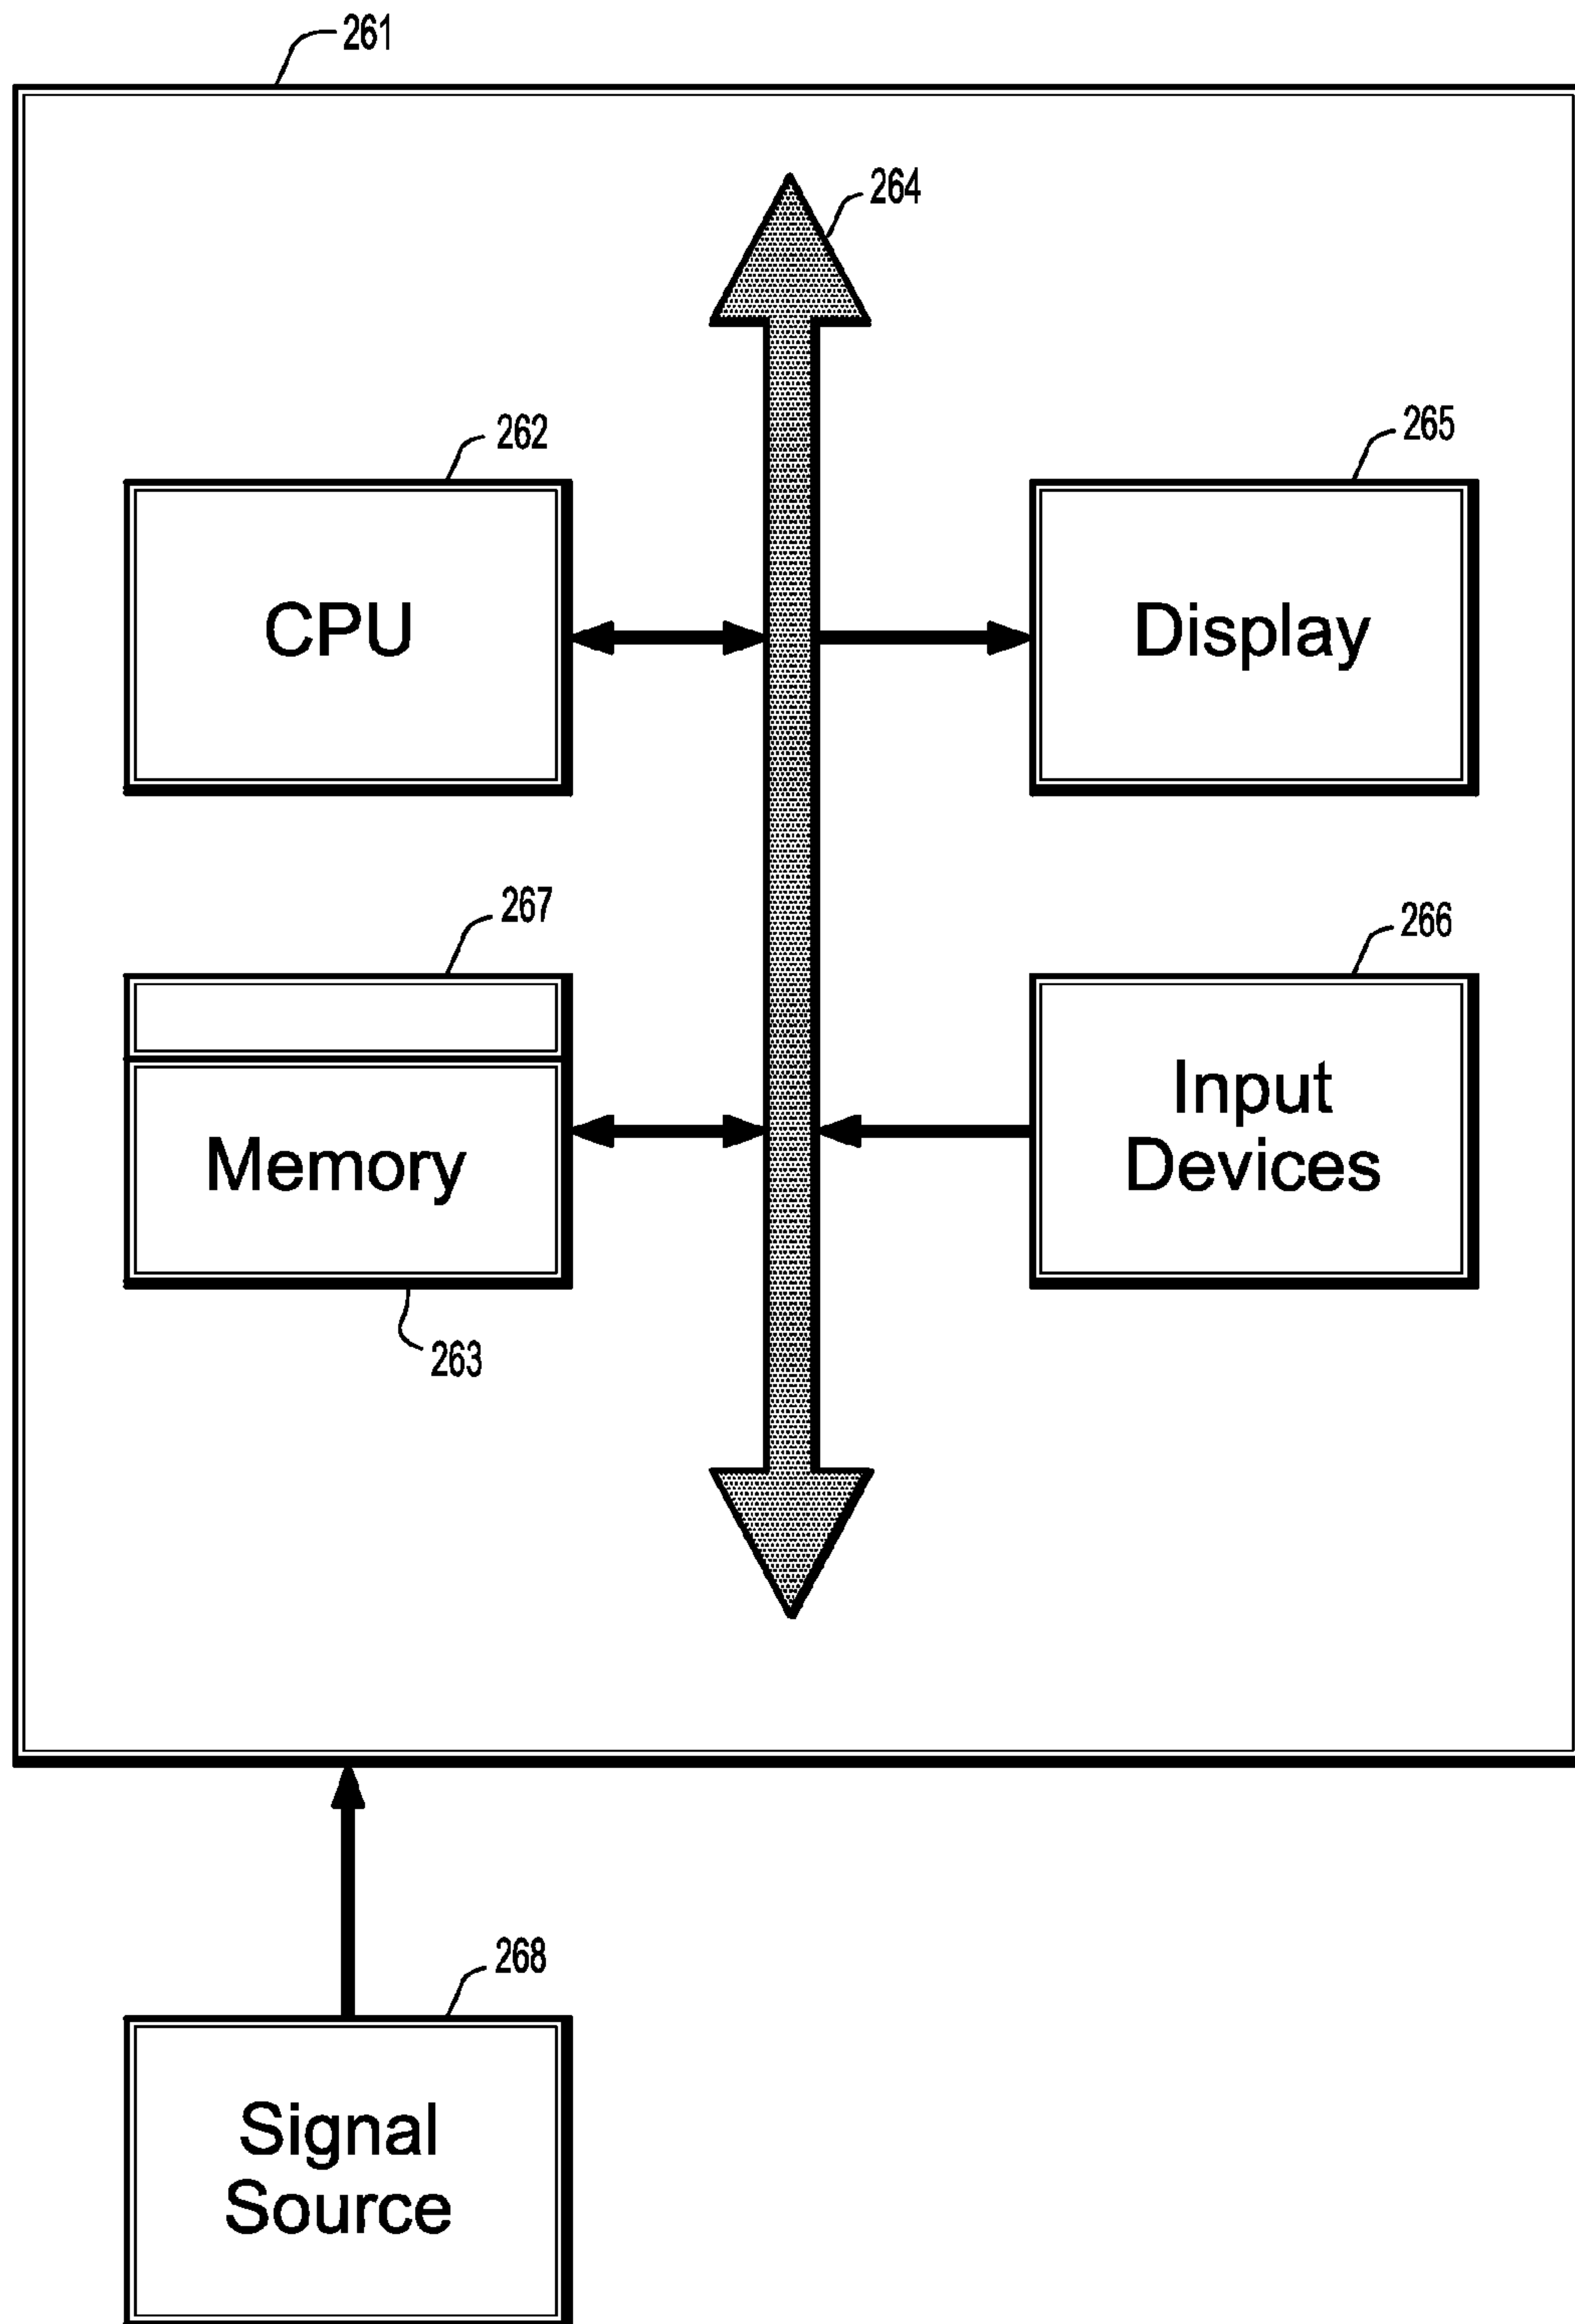 261
264
262
265
CPU
Display
267
266
Memory
Input
Devices
263
268
Signal
Source